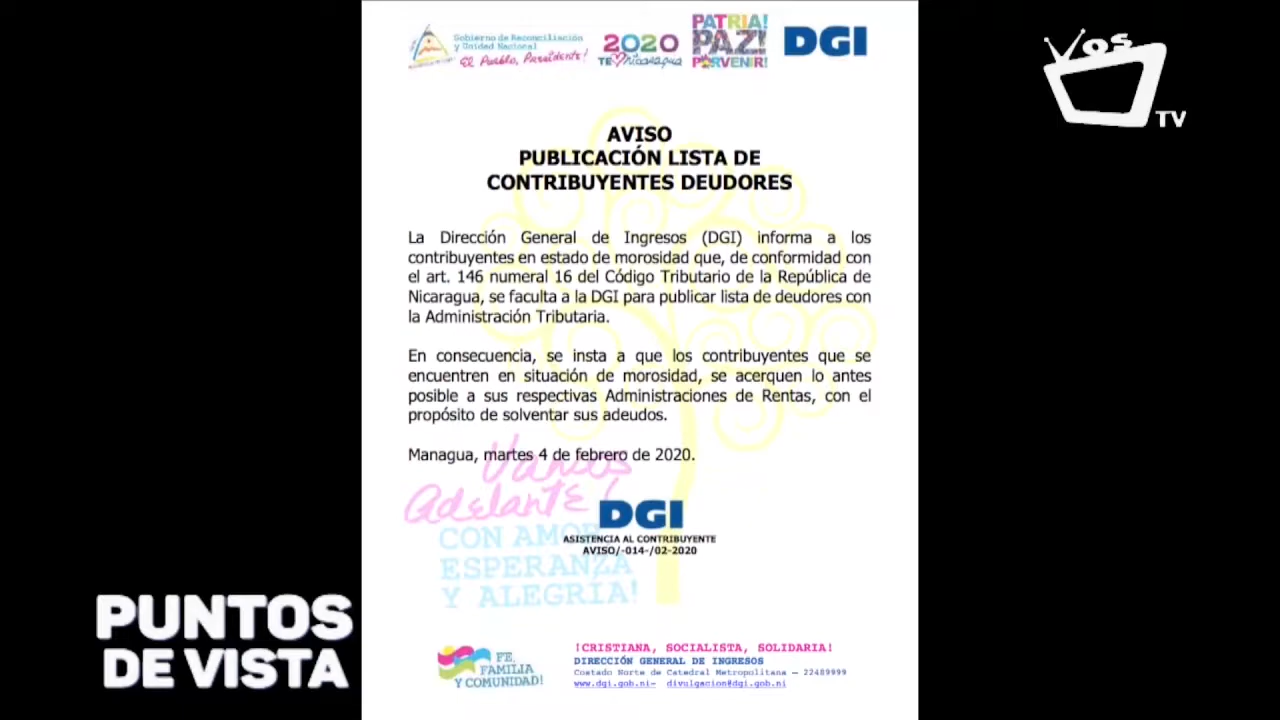 Gobierno de Reconciliación
y Unidad Nacional
El Pueblo, Presidente!
2020
TE Nicaragua
PATRIA!
PAZ!
PORVENIR!
DGI
VOS
TV
AVISO
PUBLICACIÓN LISTA DE
CONTRIBUYENTES DEUDORES
La Dirección General de Ingresos (DGI) informa a los
contribuyentes en estado de morosidad que, de conformidad con
el art. 146 numeral 16 del Código Tributario de la República de
Nicaragua, se faculta a la DGI para publicar lista de deudores con
la Administración Tributaria.
En consecuencia, se insta a que los contribuyentes que se
encuentren en situación de morosidad, se acerquen lo antes
posible a sus respectivas Administraciones de Rentas, con el
propósito de solventar sus adeudos.
Managua, martes 4 de febrero de 2020.
Vamos
Adelante!
CON AMOR
ESPERANZA
Y ALEGRÍA!
DGI
ASISTENCIA AL CONTRIBUYENTE
AVISO/-014-/02-2020
PUNTOS
DE VISTA
FE,
FAMILIA
Y COMUNIDAD!
!CRISTIANA, SOCIALISTA, SOLIDARIA!
DIRECCIÓN GENERAL DE INGRESOS
Costado Norte de Catedral Metropolitana – 22489999
www.dgi.gob.ni- divulgacion@dgi.gob.ni